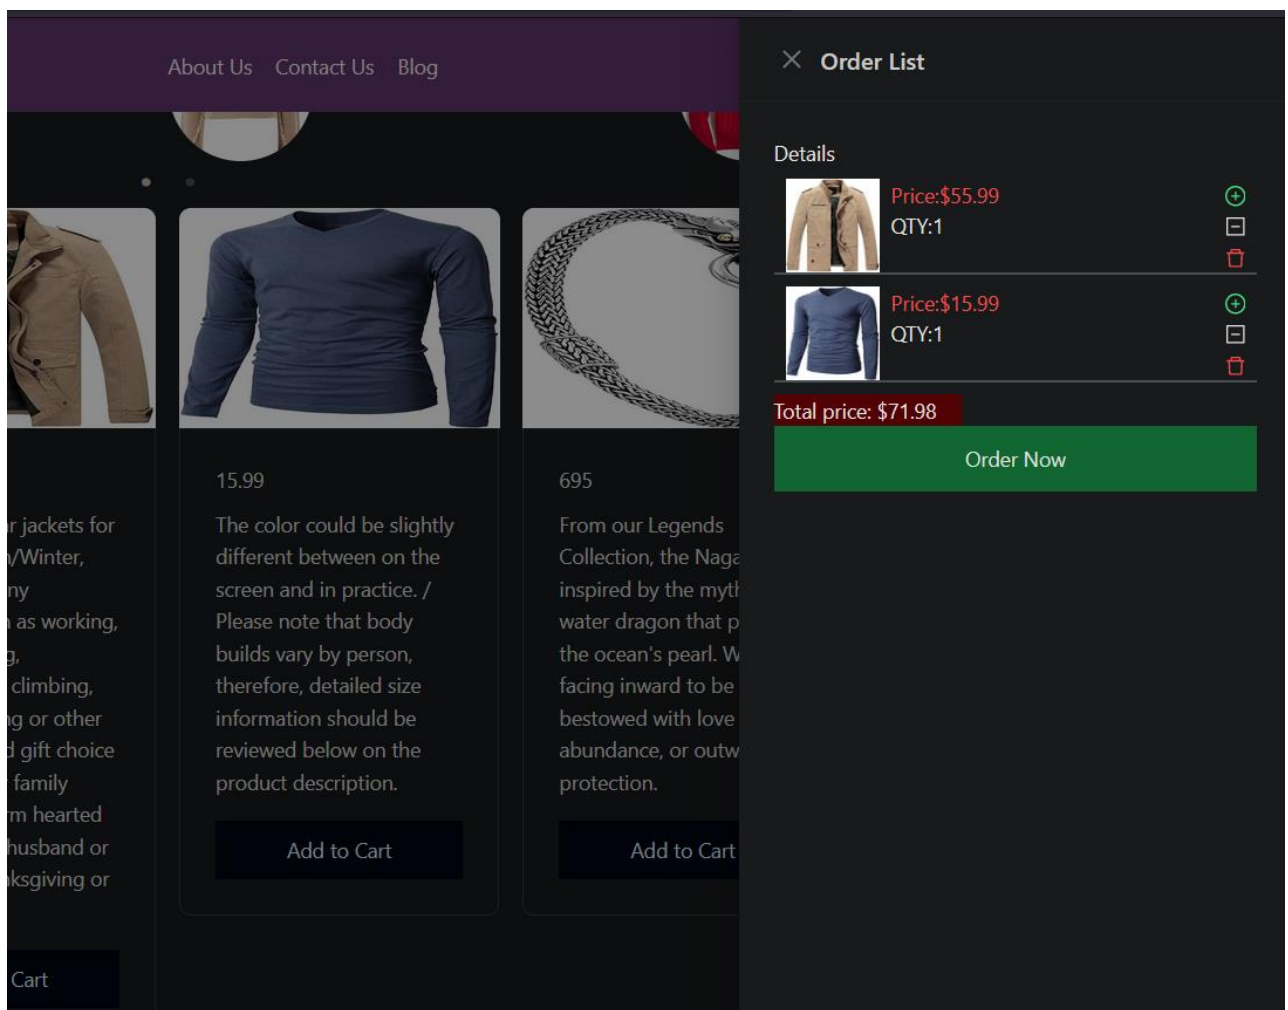 About Us Contact Us Blog
Order List
Details
Price:$55.99
QTY:1
Price:$15.99
QTY:1
Total price: $71.98
Order Now
jackets for
/Winter,
as working,
climbing,
or other
gift choice
family
hearted
husband or
or
Cart
15.99
The color could be slightly
different between on the
screen and in practice. /
Please note that body
builds vary by person,
therefore, detailed size
information should be
reviewed below on the
product description.
Add to Cart
695
From our Legends
Collection, the Naga
inspired by the
water dragon that
the ocean's pearl.
facing inward to be
bestowed with love
abundance, or
protection.
Add to Cart